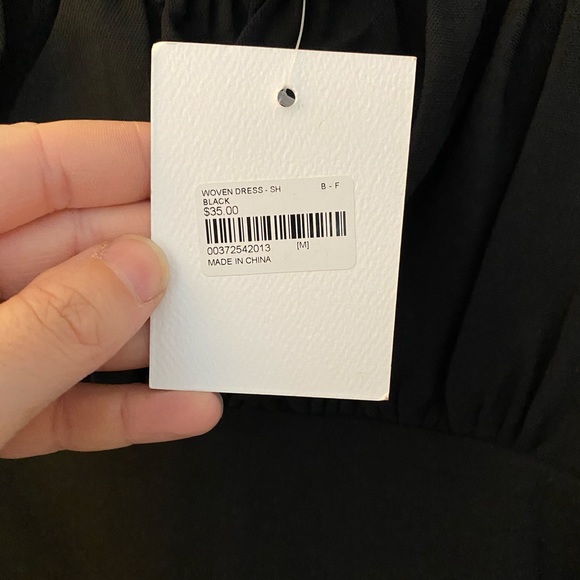 WOVEN DRESS - SH B - F
BLACK
$35.00
00372542013 [M]
MADE IN CHINA